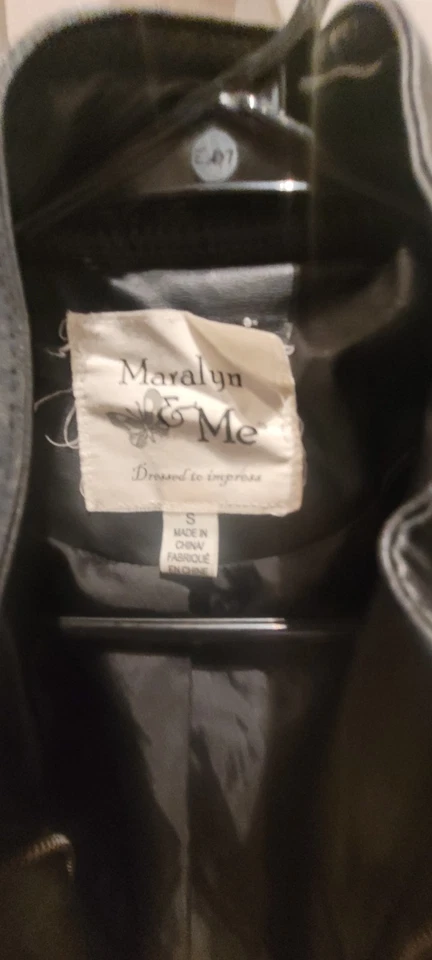 Maralyn
& Me
Dressed to impress
S
MADE IN
CHINA/
FABRIQUÉ
EN CHINE